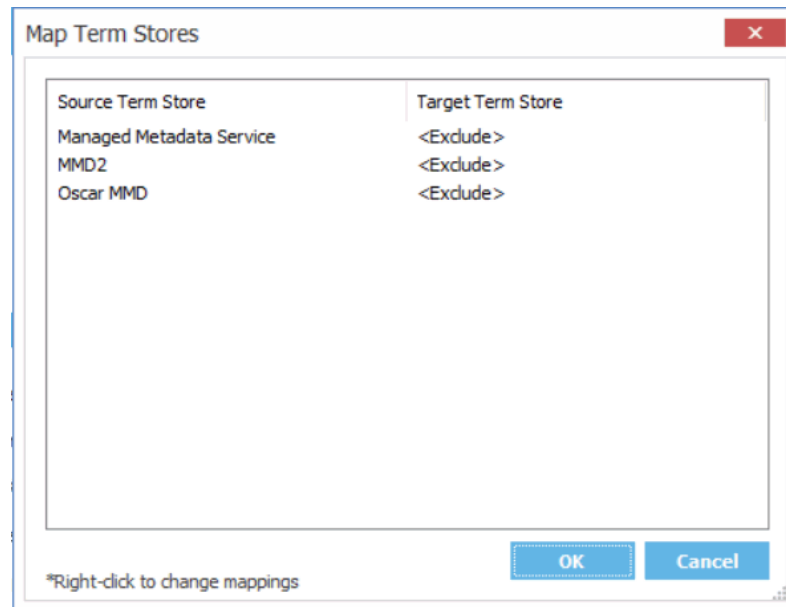 Map Term Stores
Source Term Store Target Term Store
Managed Metadata Service <Exclude>
MMD2 <Exclude>
Oscar MMD <Exclude>
OK Cancel
*Right-click to change mappings